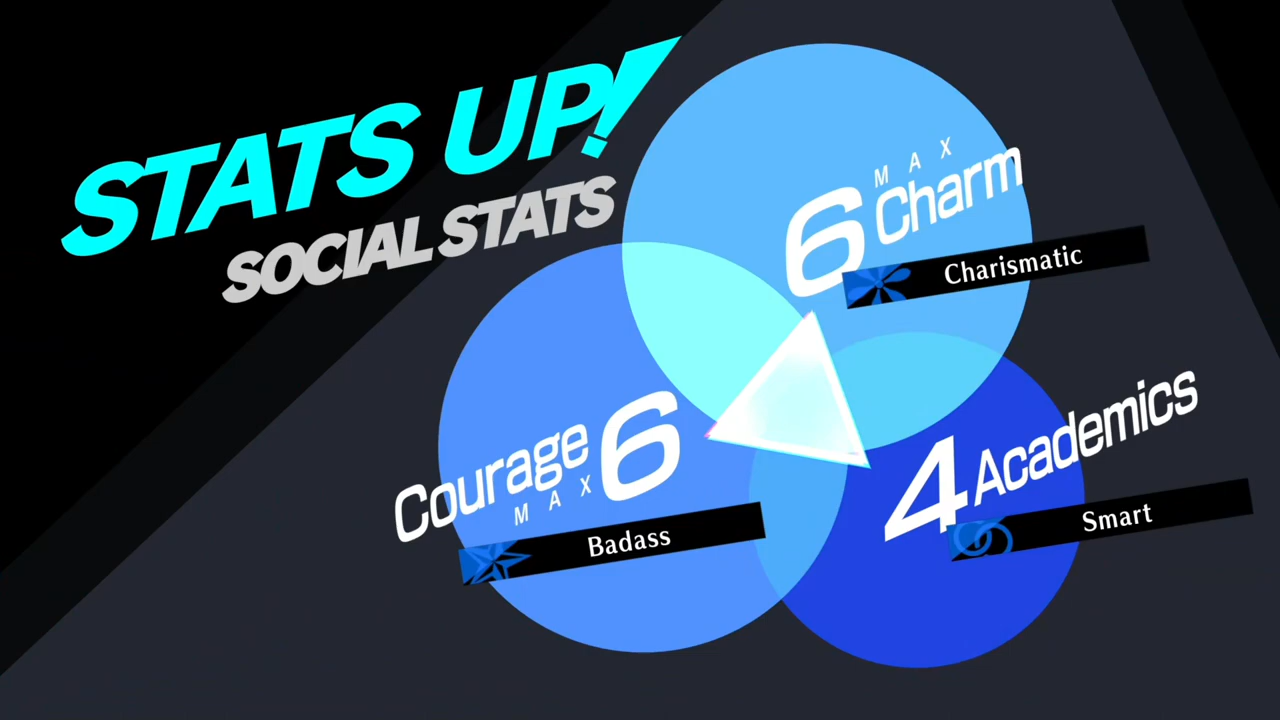 STATS UP!
SOCIAL STATS
MAX
6 Charm
Charismatic
Courage 6
MAX
Badass
4 Academics
Smart